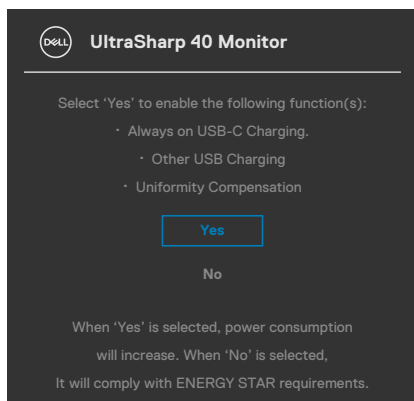 DELL UltraSharp 40 Monitor
Select ‘Yes’ to enable the following function(s):
· Always on USB-C Charging.
· Other USB Charging
· Uniformity Compensation
Yes
No
When ‘Yes’ is selected, power consumption
will increase. When ‘No’ is selected,
It will comply with ENERGY STAR requirements.